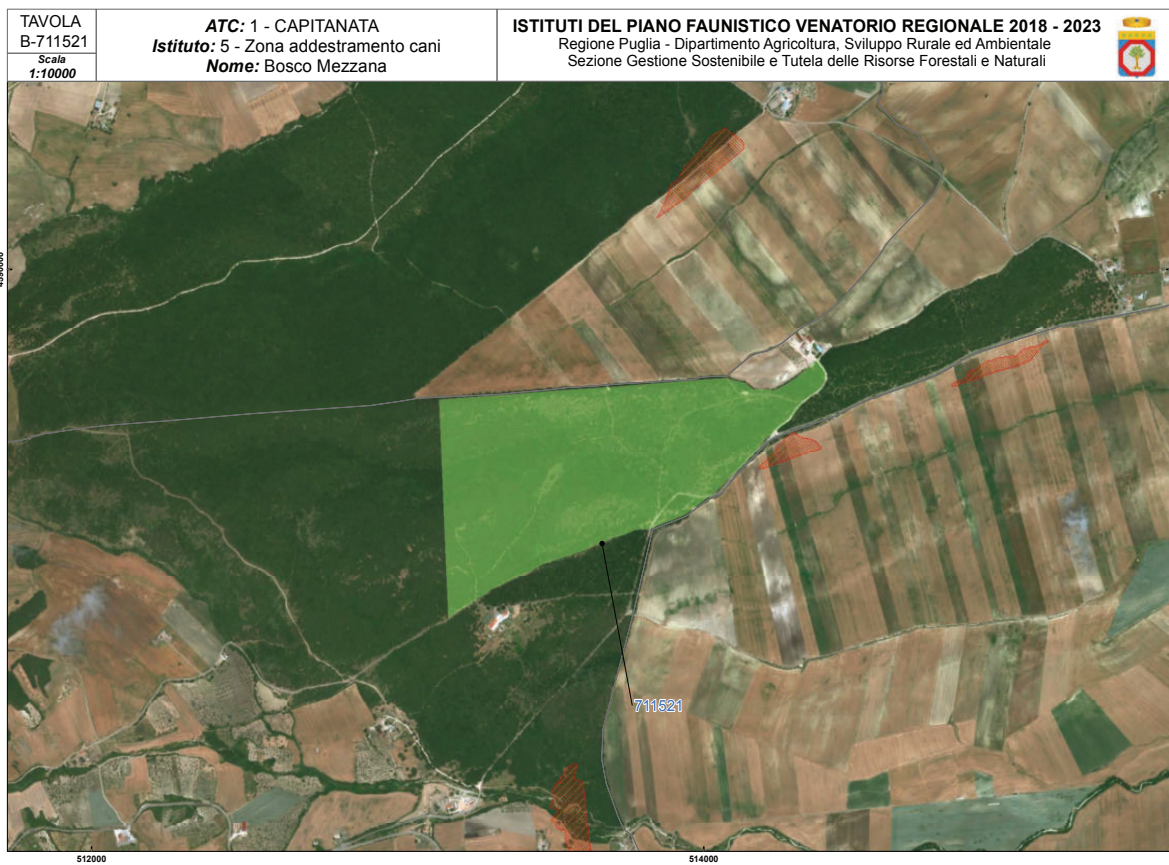 TAVOLA
B-711521
Scala
1:10000
ATC: 1 - CAPITANATA
Istituto: 5 - Zona addestramento cani
Nome: Bosco Mezzana
ISTITUTI DEL PIANO FAUNISTICO VENATORIO REGIONALE 2018 - 2023
Regione Puglia - Dipartimento Agricoltura, Sviluppo Rurale ed Ambientale
Sezione Gestione Sostenibile e Tutela delle Risorse Forestali e Naturali
711521
512000
514000